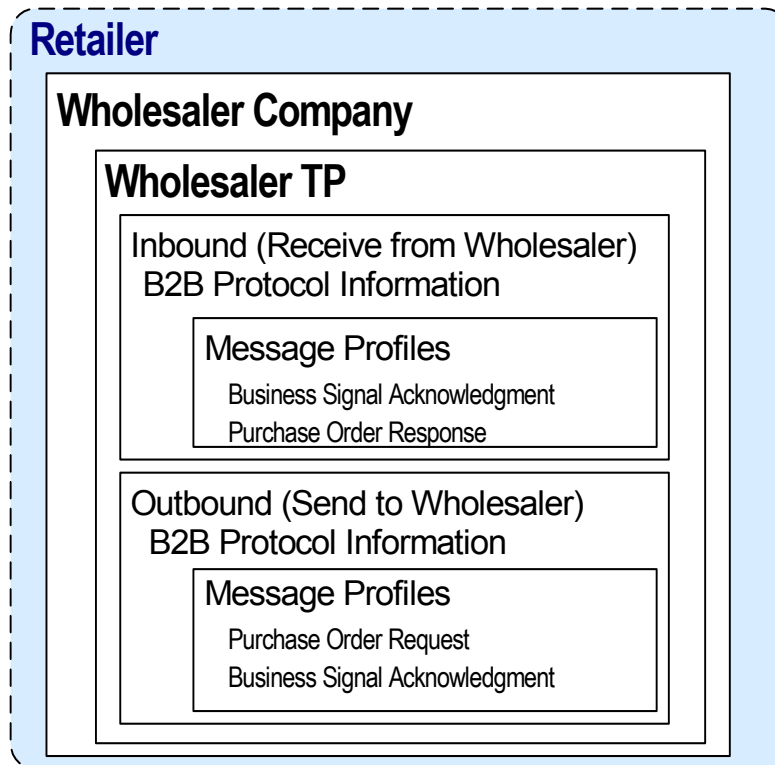 Retailer
Wholesaler Company
Wholesaler TP
Inbound (Receive from Wholesaler)
B2B Protocol Information
Message Profiles
Business Signal Acknowledgment
Purchase Order Response
Outbound (Send to Wholesaler)
B2B Protocol Information
Message Profiles
Purchase Order Request
Business Signal Acknowledgment